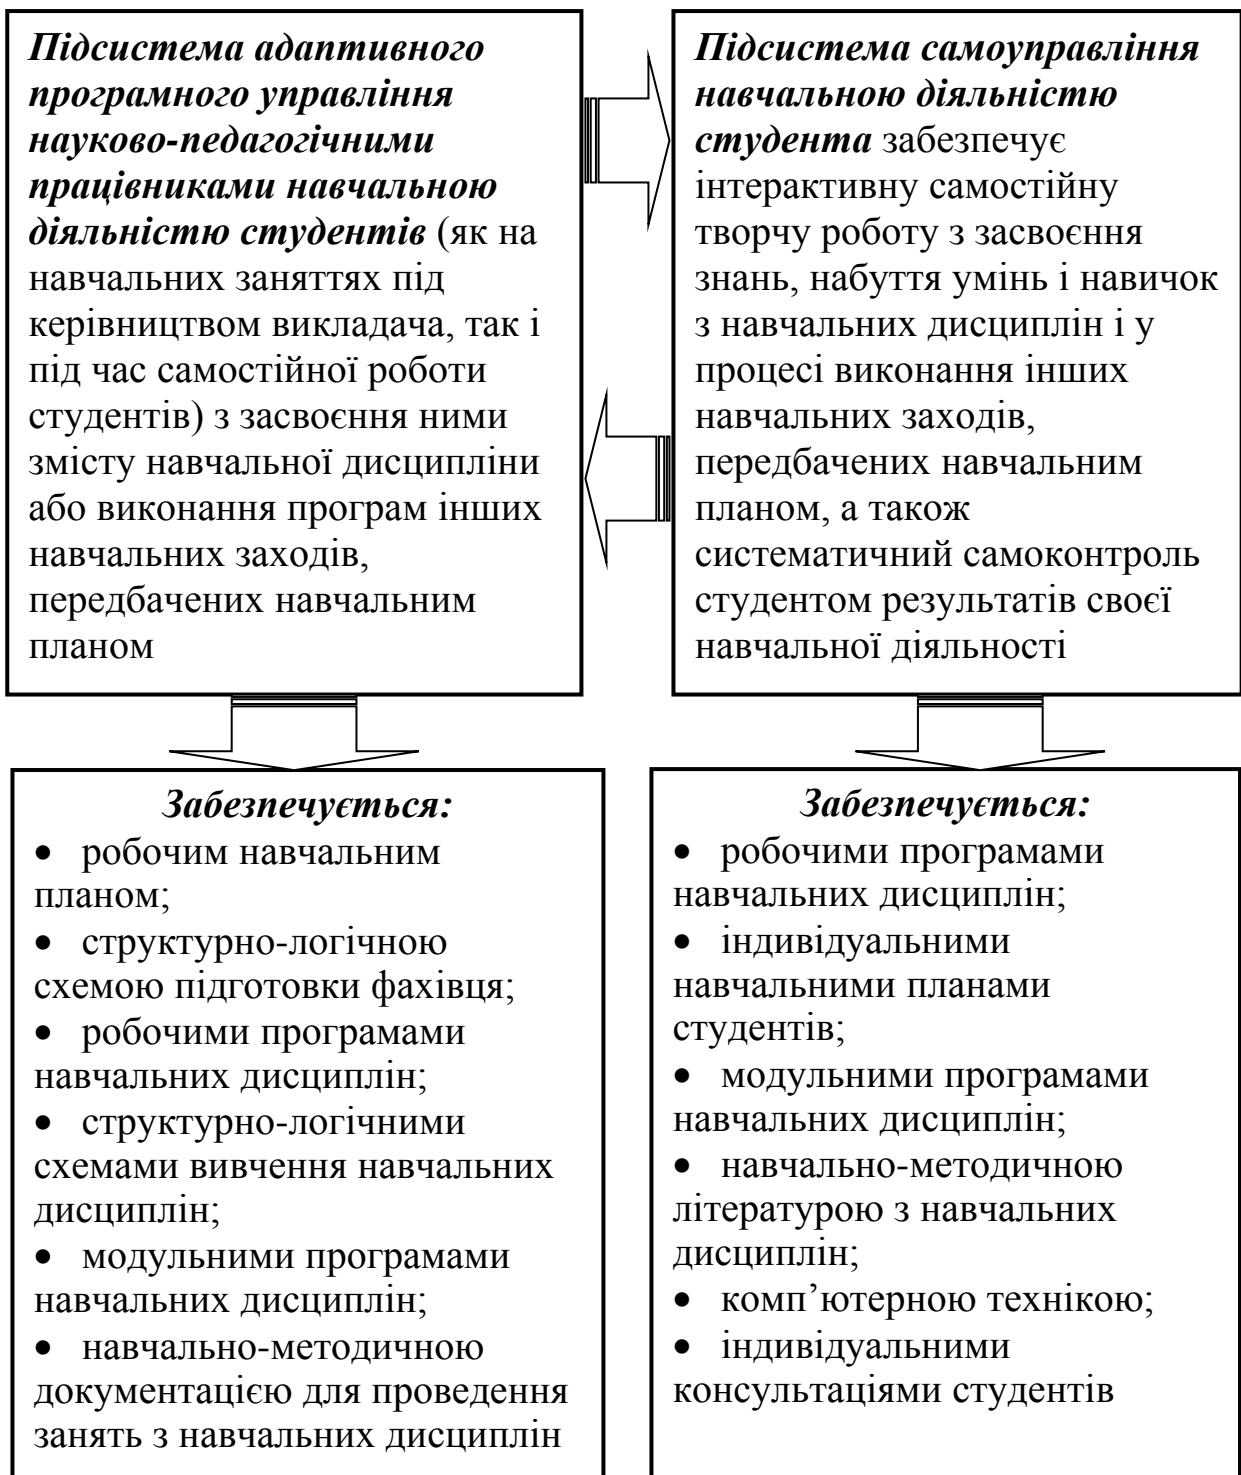 Підсистема адаптивного
програмного управління
науково-педагогічними
працівниками навчальною
діяльністю студентів (як на
навчальних заняттях під
керівництвом викладача, так і
під час самостійної роботи
студентів) з засвоєння ними
змісту навчальної дисципліни
або виконання програм інших
навчальних заходів,
передбачених навчальним
планом
Підсистема самоуправління
навчальною діяльністю
студента забезпечує
інтерактивну самостійну
творчу роботу з засвоєння
знань, набуття умінь і навичок
з навчальних дисциплін і у
процесі виконання інших
навчальних заходів,
передбачених навчальним
планом, а також
систематичний самоконтроль
студентом результатів своєї
навчальної діяльності
Забезпечується:
• робочим навчальним
планом;
• структурно-логічною
схемою підготовки фахівця;
• робочими програмами
навчальних дисциплін;
• структурно-логічними
схемами вивчення навчальних
дисциплін;
• модульними програмами
навчальних дисциплін;
• навчально-методичною
документацією для проведення
занять з навчальних дисциплін
Забезпечується:
• робочими програмами
навчальних дисциплін;
• індивідуальними
навчальними планами
студентів;
• модульними програмами
навчальних дисциплін;
• навчально-методичною
літературою з навчальних
дисциплін;
• комп’ютерною технікою;
• індивідуальними
консультаціями студентів